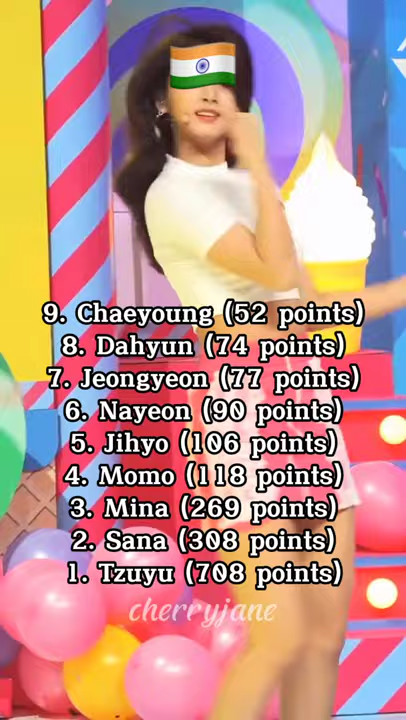 9. Chaeyoung (52 points)
8. Dahyun (74 points)
7. Jeongyeon (77 points)
6. Nayeon (90 points)
5. Jihyo (106 points)
4. Momo (118 points)
3. Mina (269 points)
2. Sana (308 points)
1. Tzuyu (708 points)
cherryjane